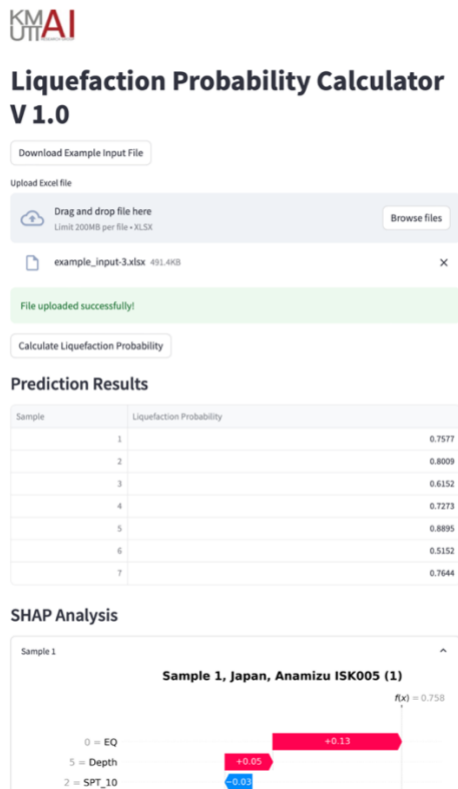 KM AI
UTT
Liquefaction Probability Calculator
V 1.0
Download Example Input File
Upload Excel file
Drag and drop file here
Limit 200MB per file • XLSX
Browse files
example_input-3.xlsx 491.4KB
File uploaded successfully!
Calculate Liquefaction Probability
Prediction Results
Sample Liquefaction Probability
1 0.7577
2 0.8009
3 0.6152
4 0.7273
5 0.8895
6 0.5152
7 0.7644
SHAP Analysis
Sample 1
Sample 1, Japan, Anamizu ISK005 (1)
f(x) = 0.758
0 = EQ +0.13
5 = Depth +0.05
2 = SPT_10 −0.03